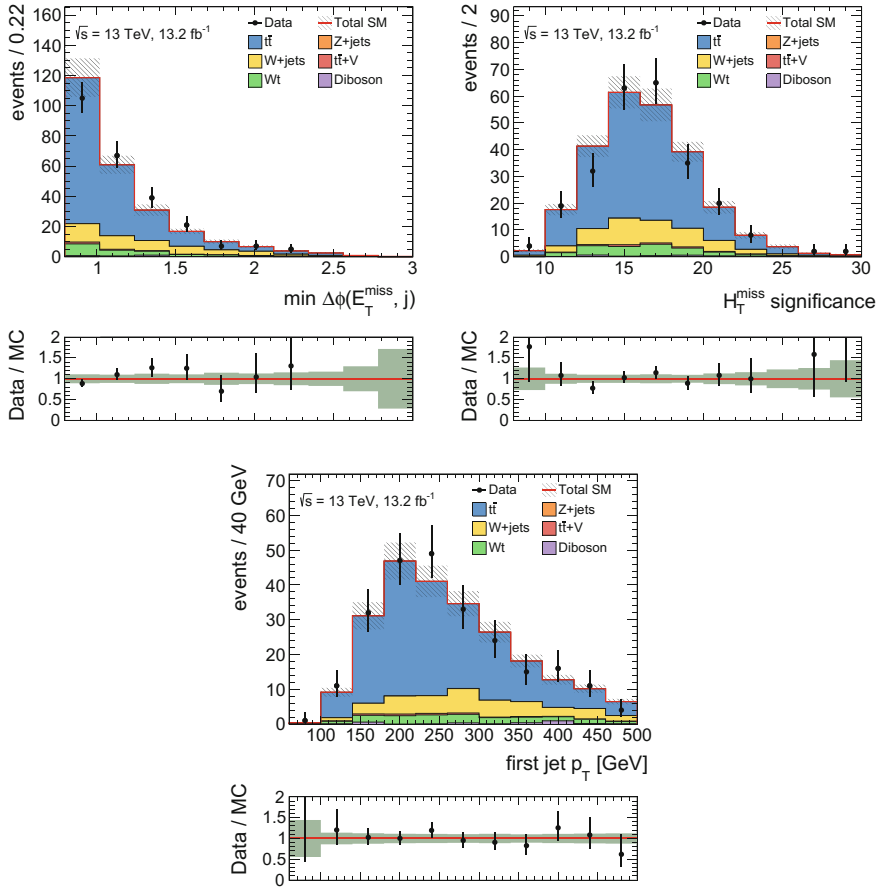 events / 0.22
160
140
120
100
80
60
40
20
0
√s = 13 TeV, 13.2 fb⁻¹
Data
Total SM
tt̄
Z+jets
W+jets
tt̄+V
Wt
Diboson
1
1.5
2
2.5
3
min Δϕ(E_T^miss, j)
Data / MC
2
1.5
1
0.5
0
events / 2
90
80
70
60
50
40
30
20
10
0
√s = 13 TeV, 13.2 fb⁻¹
Data
Total SM
tt̄
Z+jets
W+jets
tt̄+V
Wt
Diboson
10
15
20
25
30
H_T^miss significance
Data / MC
2
1.5
1
0.5
0
events / 40 GeV
70
60
50
40
30
20
10
0
√s = 13 TeV, 13.2 fb⁻¹
Data
Total SM
tt̄
Z+jets
W+jets
tt̄+V
Wt
Diboson
100 150 200 250 300 350 400 450 500
first jet p_T [GeV]
Data / MC
2
1.5
1
0.5
0